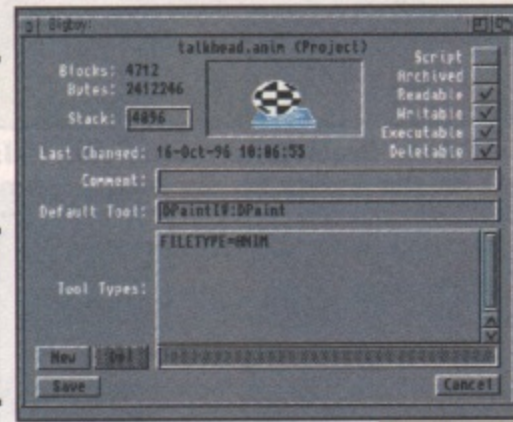 Bigboy:
talkhead.anim (Project)
Blocks: 4712
Bytes: 2412246
Stack: 4096
Script
Archived
Readable
Writable
Executable
Deletable
Last Changed: 16-Oct-96 10:06:55
Comment:
Default Tool: DPaintIV:DPaint
Tool Types:
FILETYPE=ANIM
New
Del
Save
Cancel